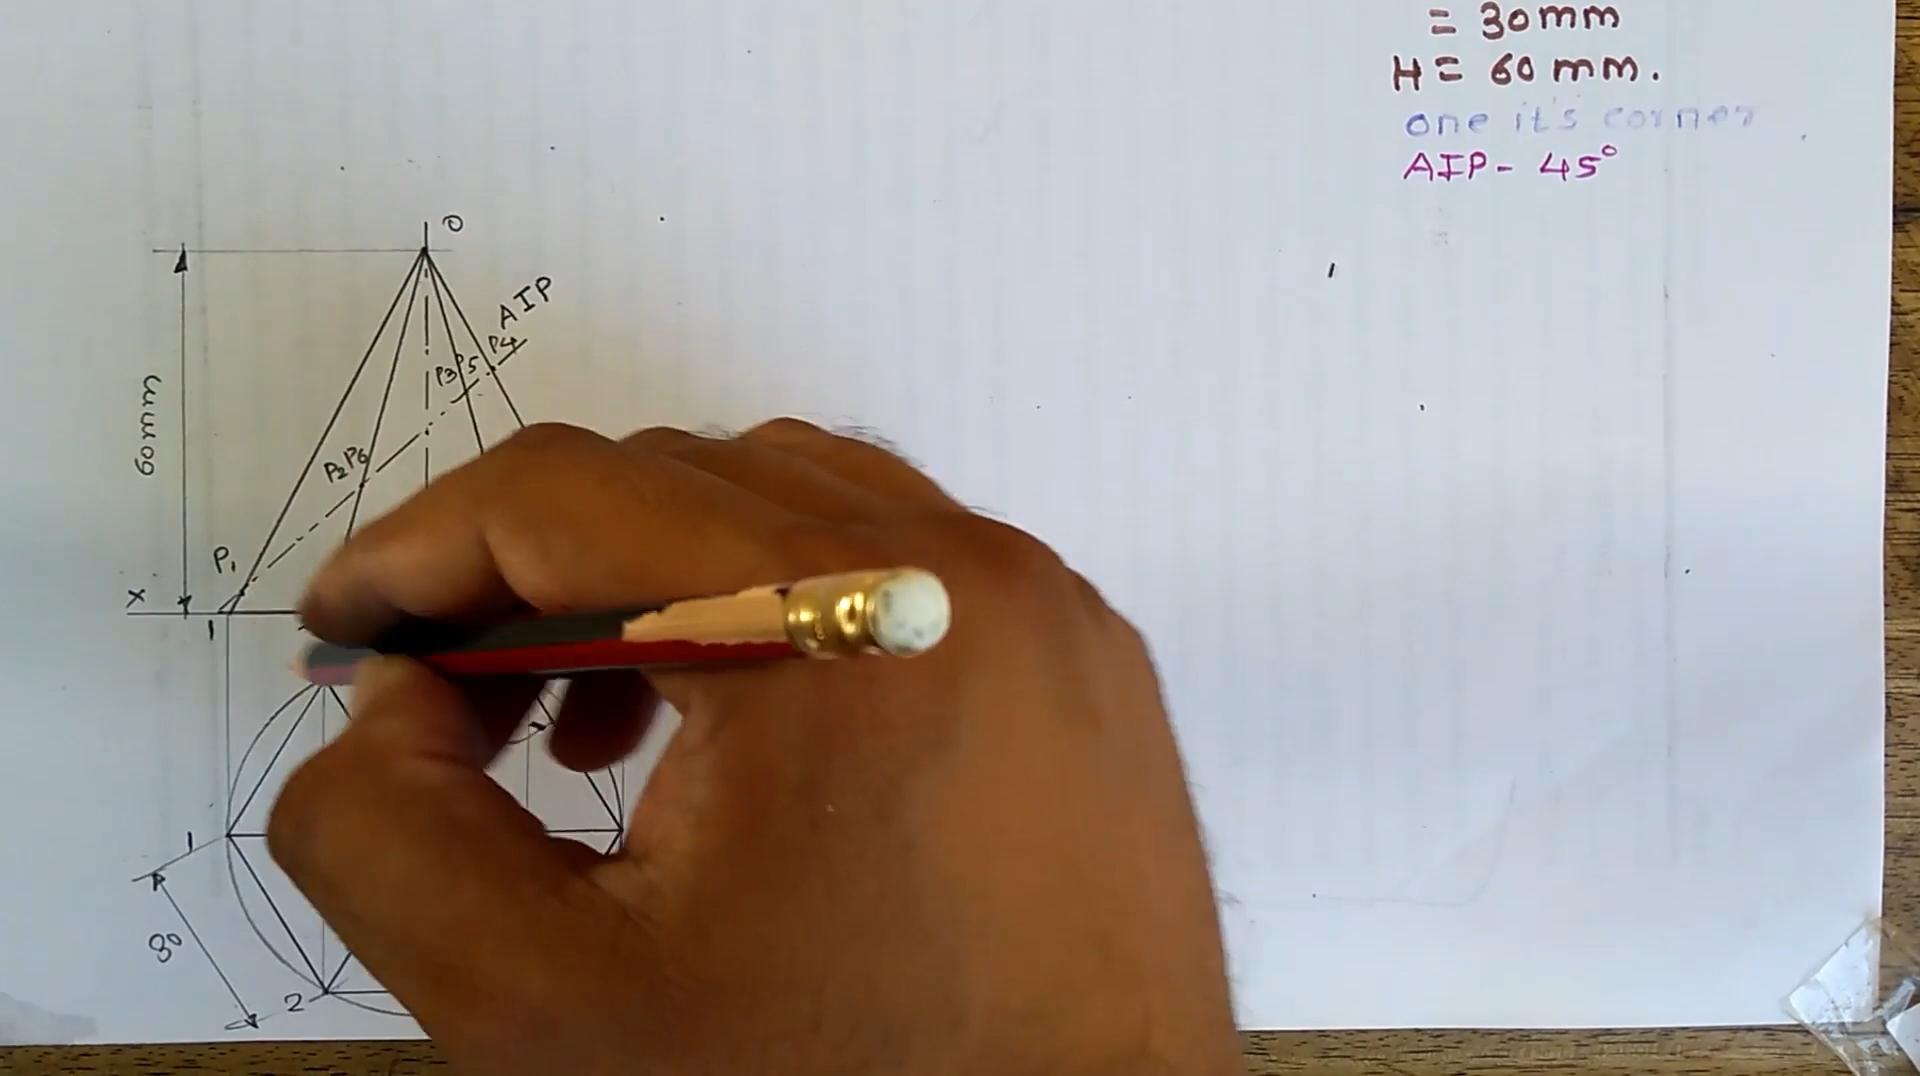 = 30mm
H = 60 mm.
one it's corner
AIP - 45°
O
AIP
P4
P3 P5
60mm
P2 P6
P1
X
1
1
30
2